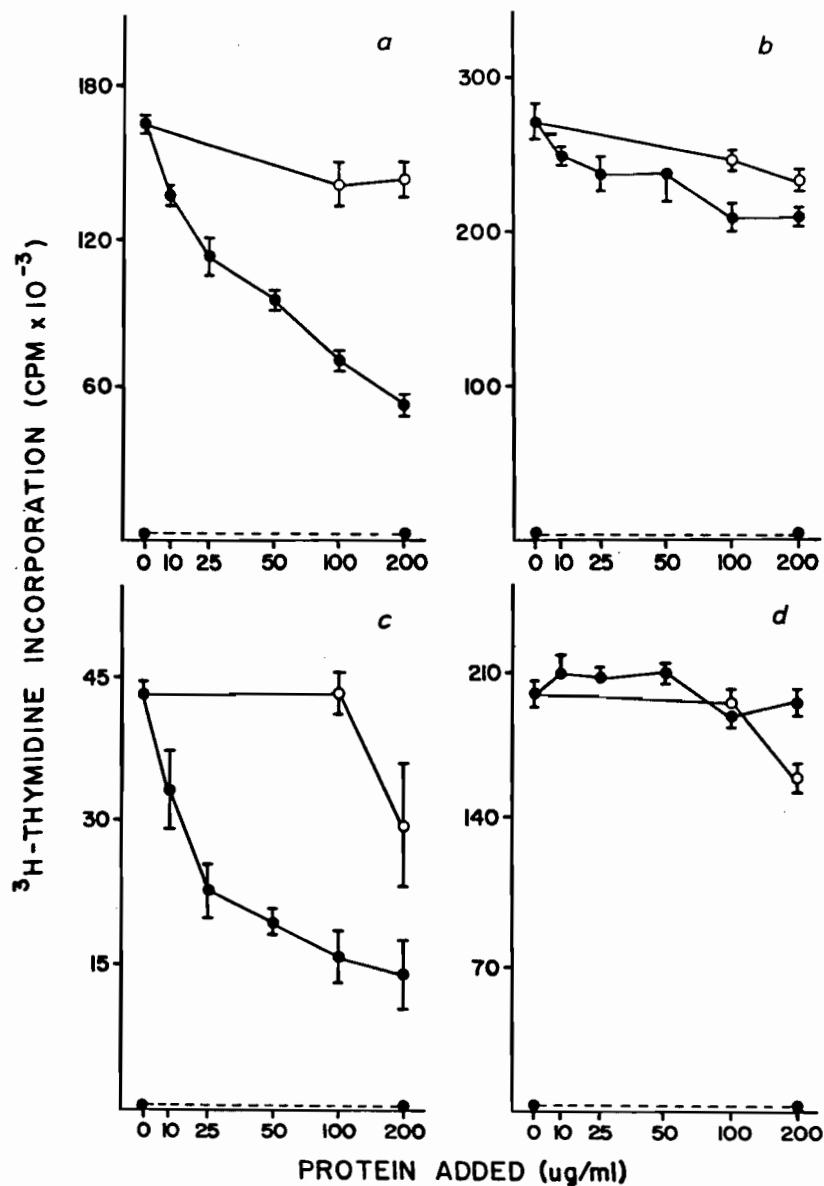 ³H-THYMIDINE INCORPORATION (CPM x 10⁻³)
a
180
120
60
0 10 25 50 100 200
b
300
200
100
0 10 25 50 100 200
c
45
30
15
0 10 25 50 100 200
d
210
140
70
0 10 25 50 100 200
PROTEIN ADDED (ug/ml)